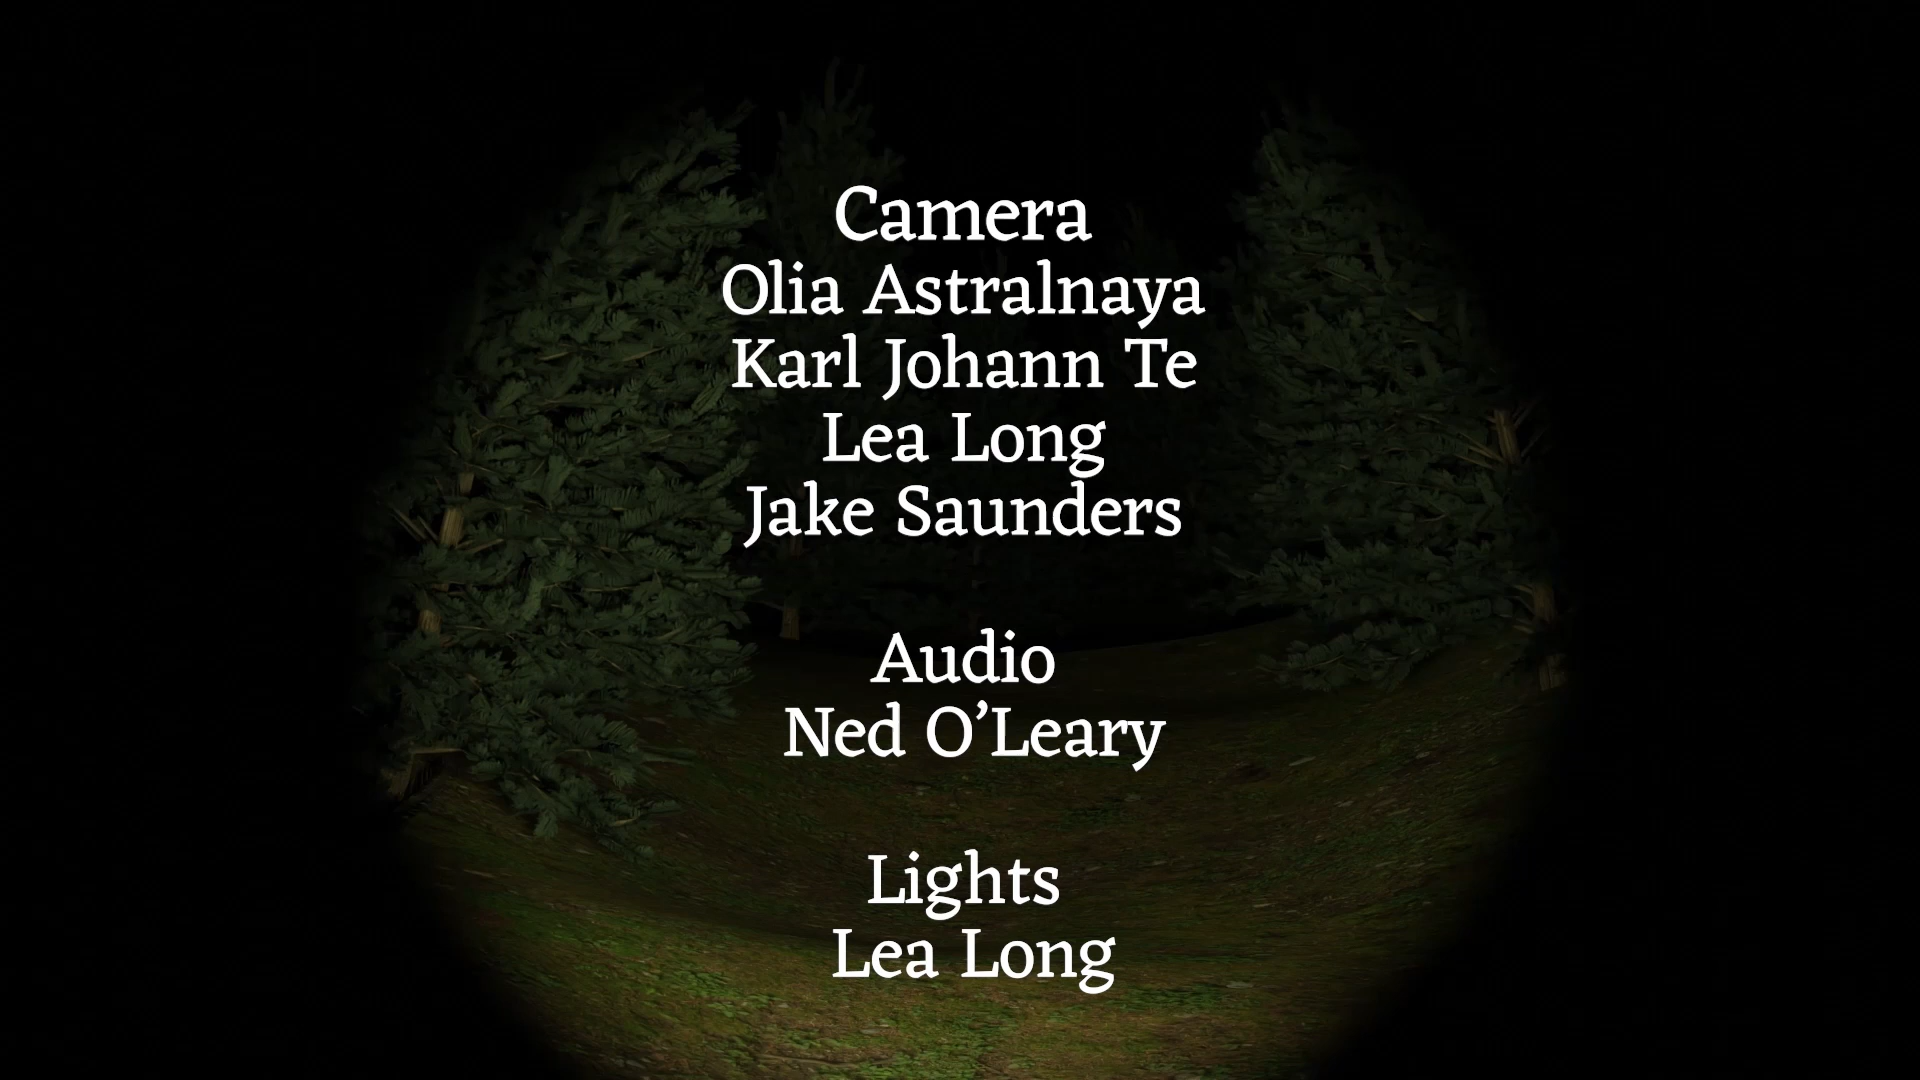 Camera
Olia Astralnaya
Karl Johann Te
Lea Long
Jake Saunders
Audio
Ned O’Leary
Lights
Lea Long